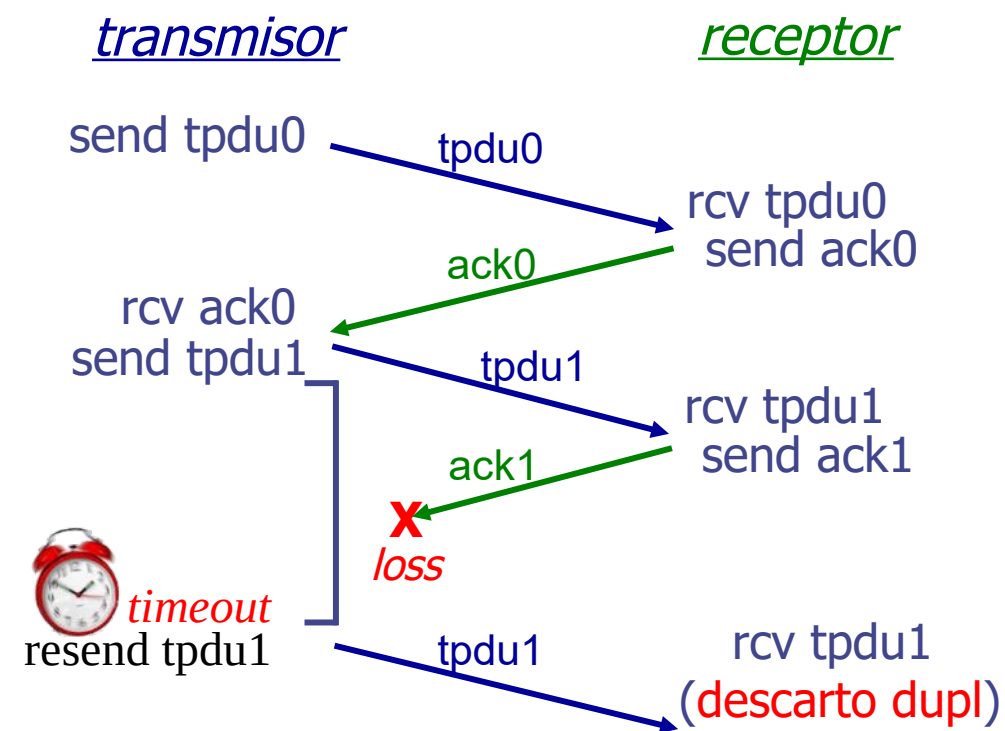 transmisor
receptor
send tpdu0
tpdu0
rcv tpdu0
send ack0
ack0
rcv ack0
send tpdu1
tpdu1
rcv tpdu1
send ack1
ack1
X
loss
timeout
resend tpdu1
tpdu1
rcv tpdu1
(descarto dupl)